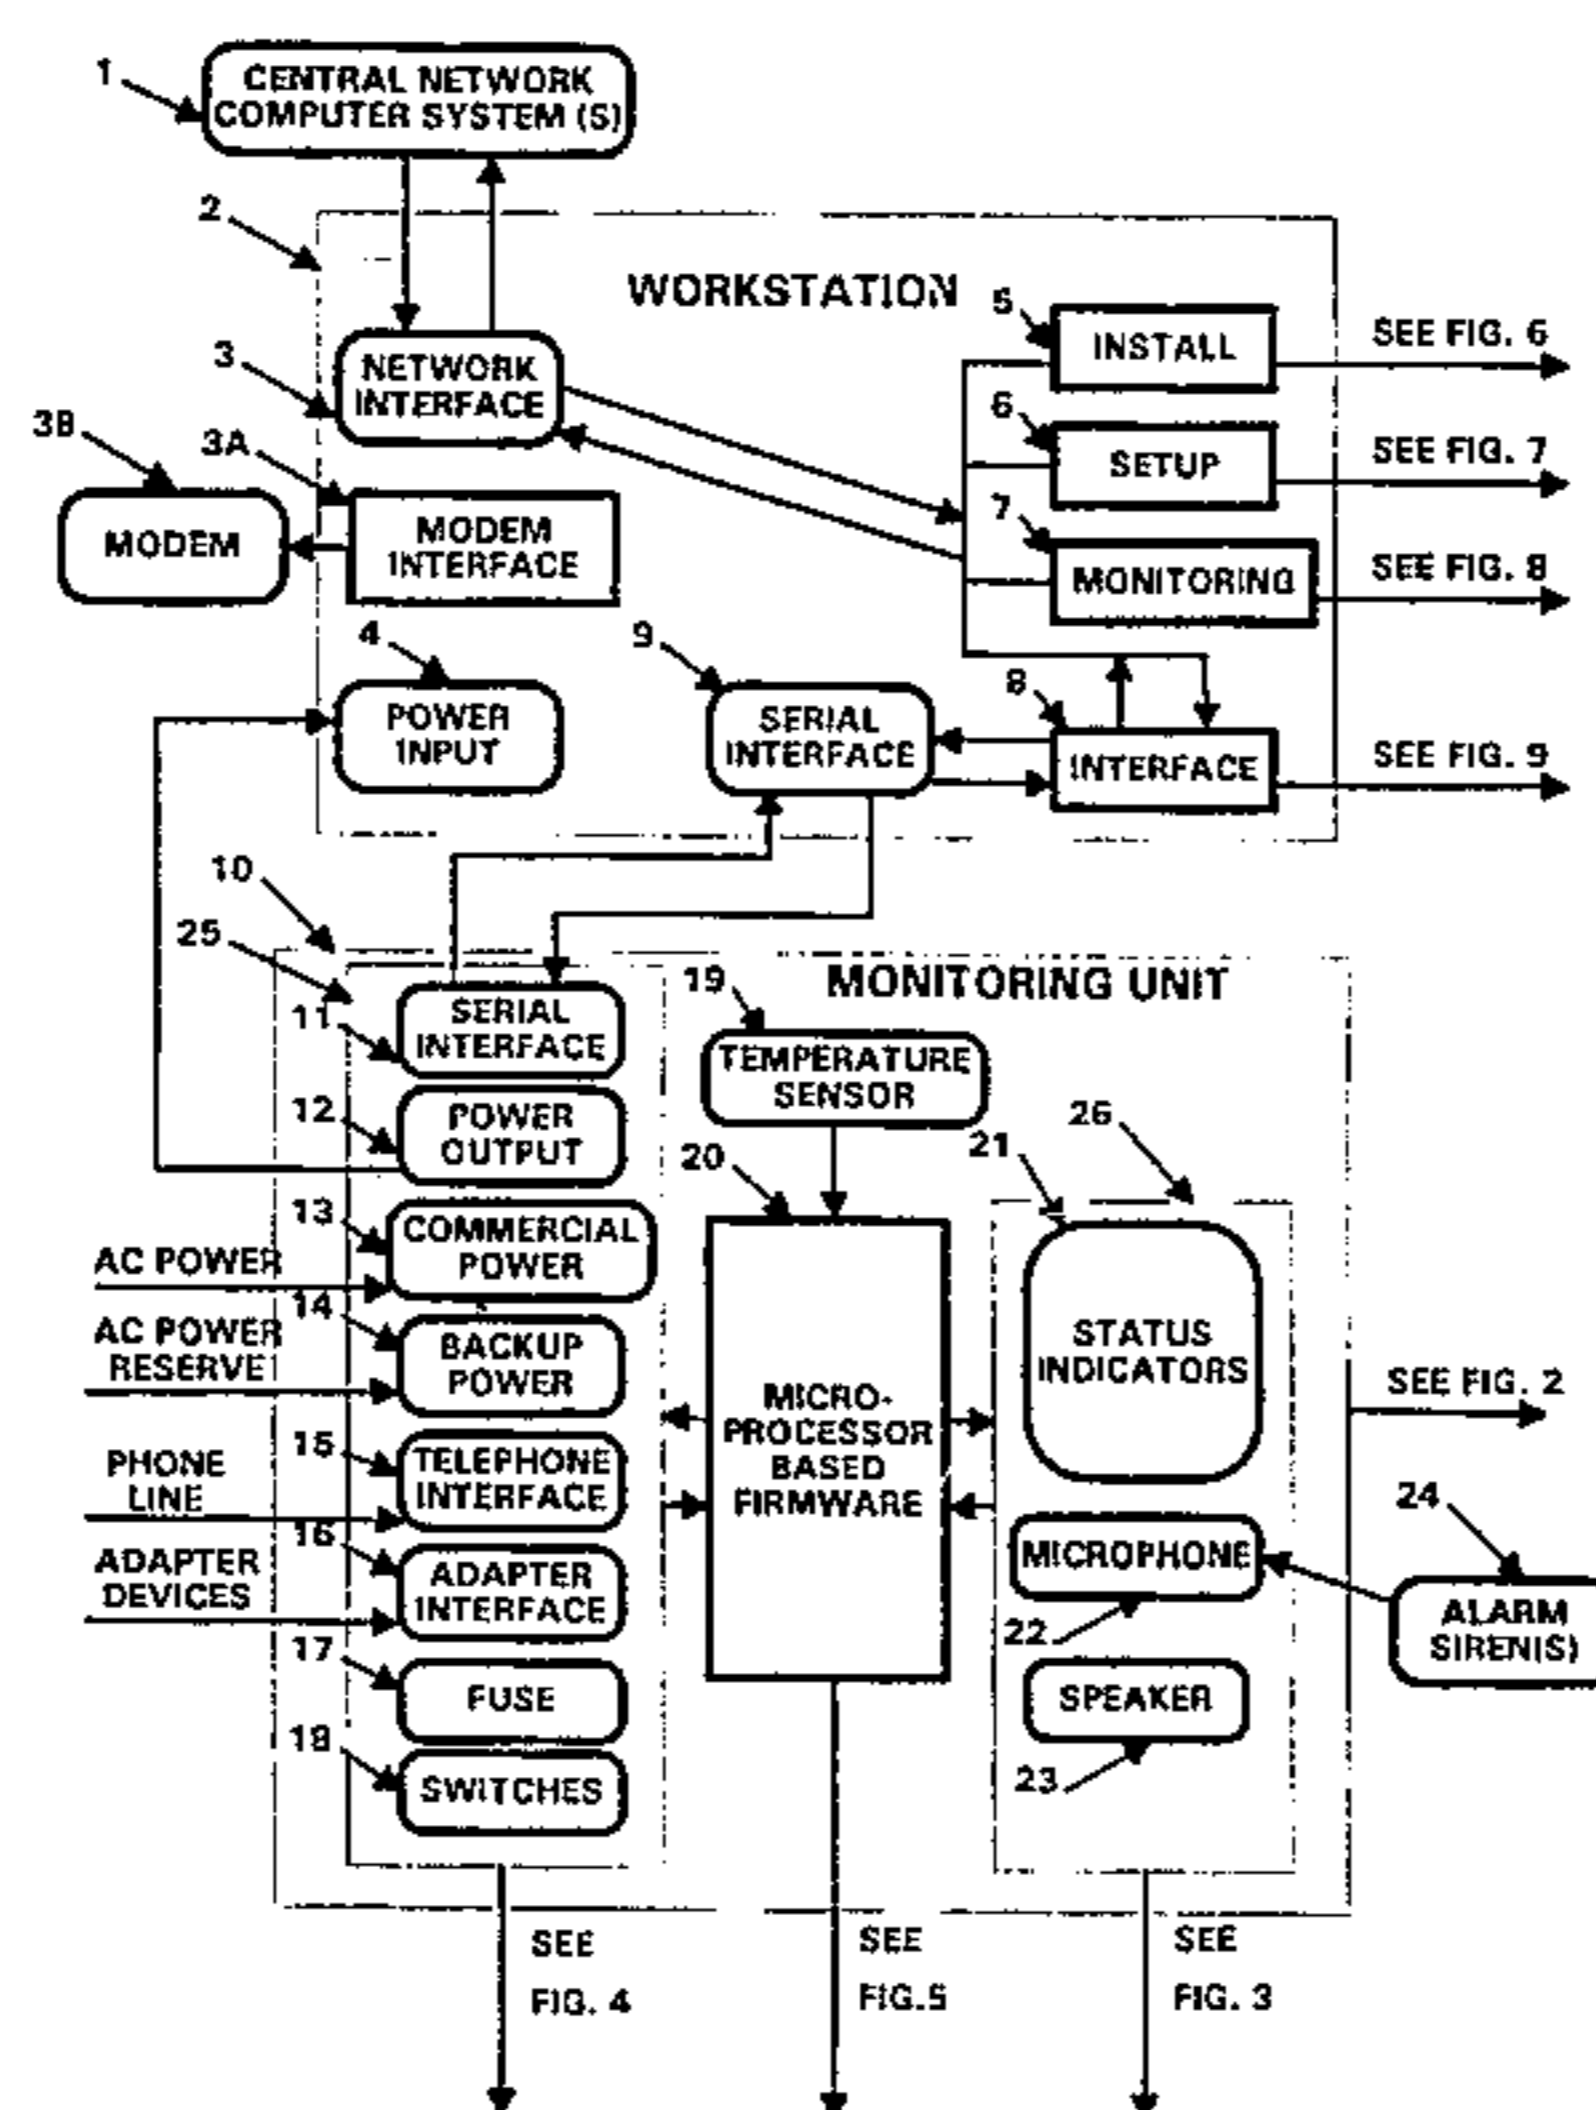 1
CENTRAL NETWORK
COMPUTER SYSTEM (S)
2
WORKSTATION
3
NETWORK
INTERFACE
5
INSTALL
SEE FIG. 6
6
SETUP
SEE FIG. 7
3B
MODEM
3A
MODEM
INTERFACE
7
MONITORING
SEE FIG. 8
4
POWER
INPUT
9
SERIAL
INTERFACE
8
INTERFACE
SEE FIG. 9
10
25
MONITORING UNIT
11
SERIAL
INTERFACE
19
TEMPERATURE
SENSOR
12
POWER
OUTPUT
20
21
26
13
COMMERCIAL
POWER
AC POWER
14
BACKUP
POWER
AC POWER
RESERVE
MICRO-
PROCESSOR
BASED
FIRMWARE
STATUS
INDICATORS
SEE FIG. 2
15
TELEPHONE
INTERFACE
PHONE
LINE
16
ADAPTER
INTERFACE
ADAPTER
DEVICES
MICROPHONE
22
24
ALARM
SIREN(S)
17
FUSE
SPEAKER
23
18
SWITCHES
SEE
FIG. 4
SEE
FIG.5
SEE
FIG. 3